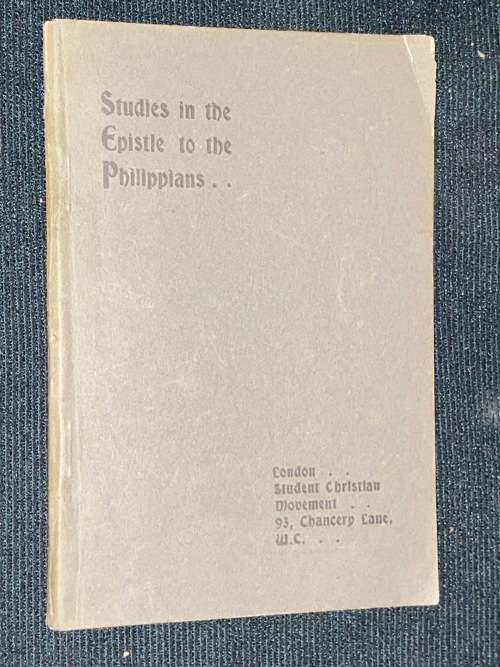 Studies in the
Epistle to the
Philippians . .
London . .
Student Christian
Movement . .
93, Chancery Lane,
W.C. . .